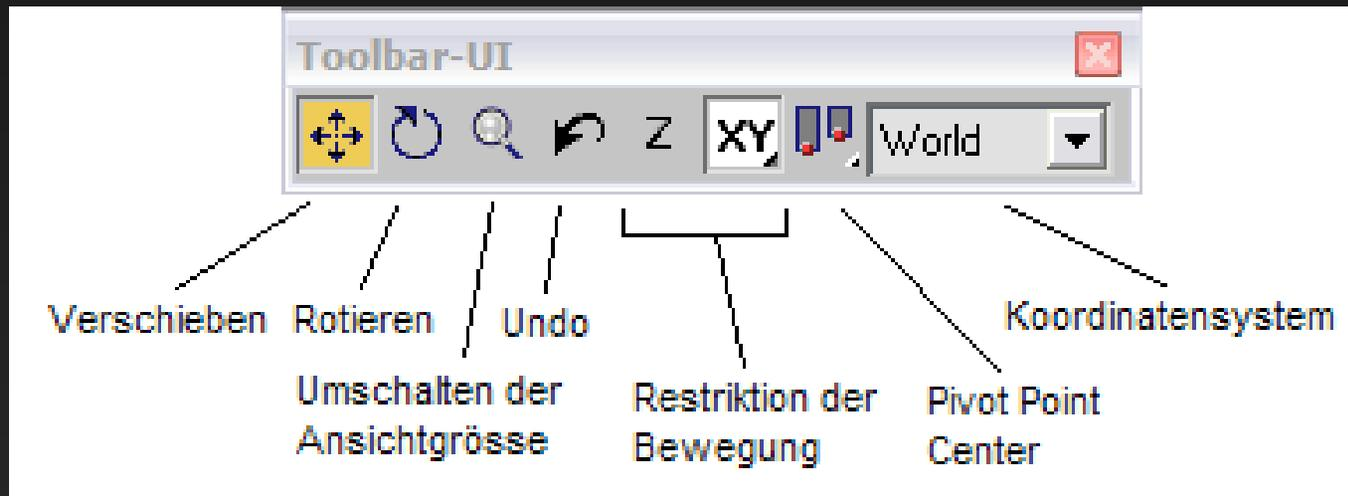 Toolbar-UI
Z XY World
Verschieben Rotieren Undo Koordinatensystem
Umschalten der
Ansichtgrösse
Restriktion der
Bewegung
Pivot Point
Center